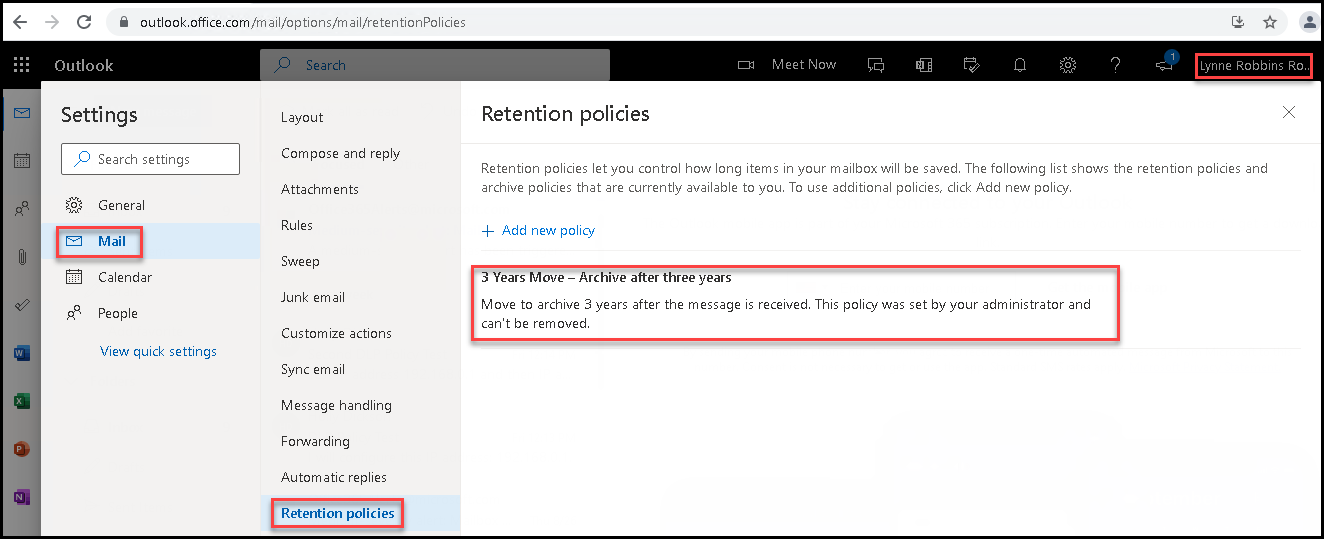 outlook.office.com/mail/options/mail/retentionPolicies
Outlook
Search
Meet Now
1
Lynne Robbins Ro..
Settings
Search settings
General
Mail
Calendar
People
View quick settings
Layout
Compose and reply
Attachments
Rules
Sweep
Junk email
Customize actions
Sync email
Message handling
Forwarding
Automatic replies
Retention policies
Retention policies
Retention policies let you control how long items in your mailbox will be saved. The following list shows the retention policies and
archive policies that are currently available to you. To use additional policies, click Add new policy.
Add new policy
3 Years Move – Archive after three years
Move to archive 3 years after the message is received. This policy was set by your administrator and
can't be removed.